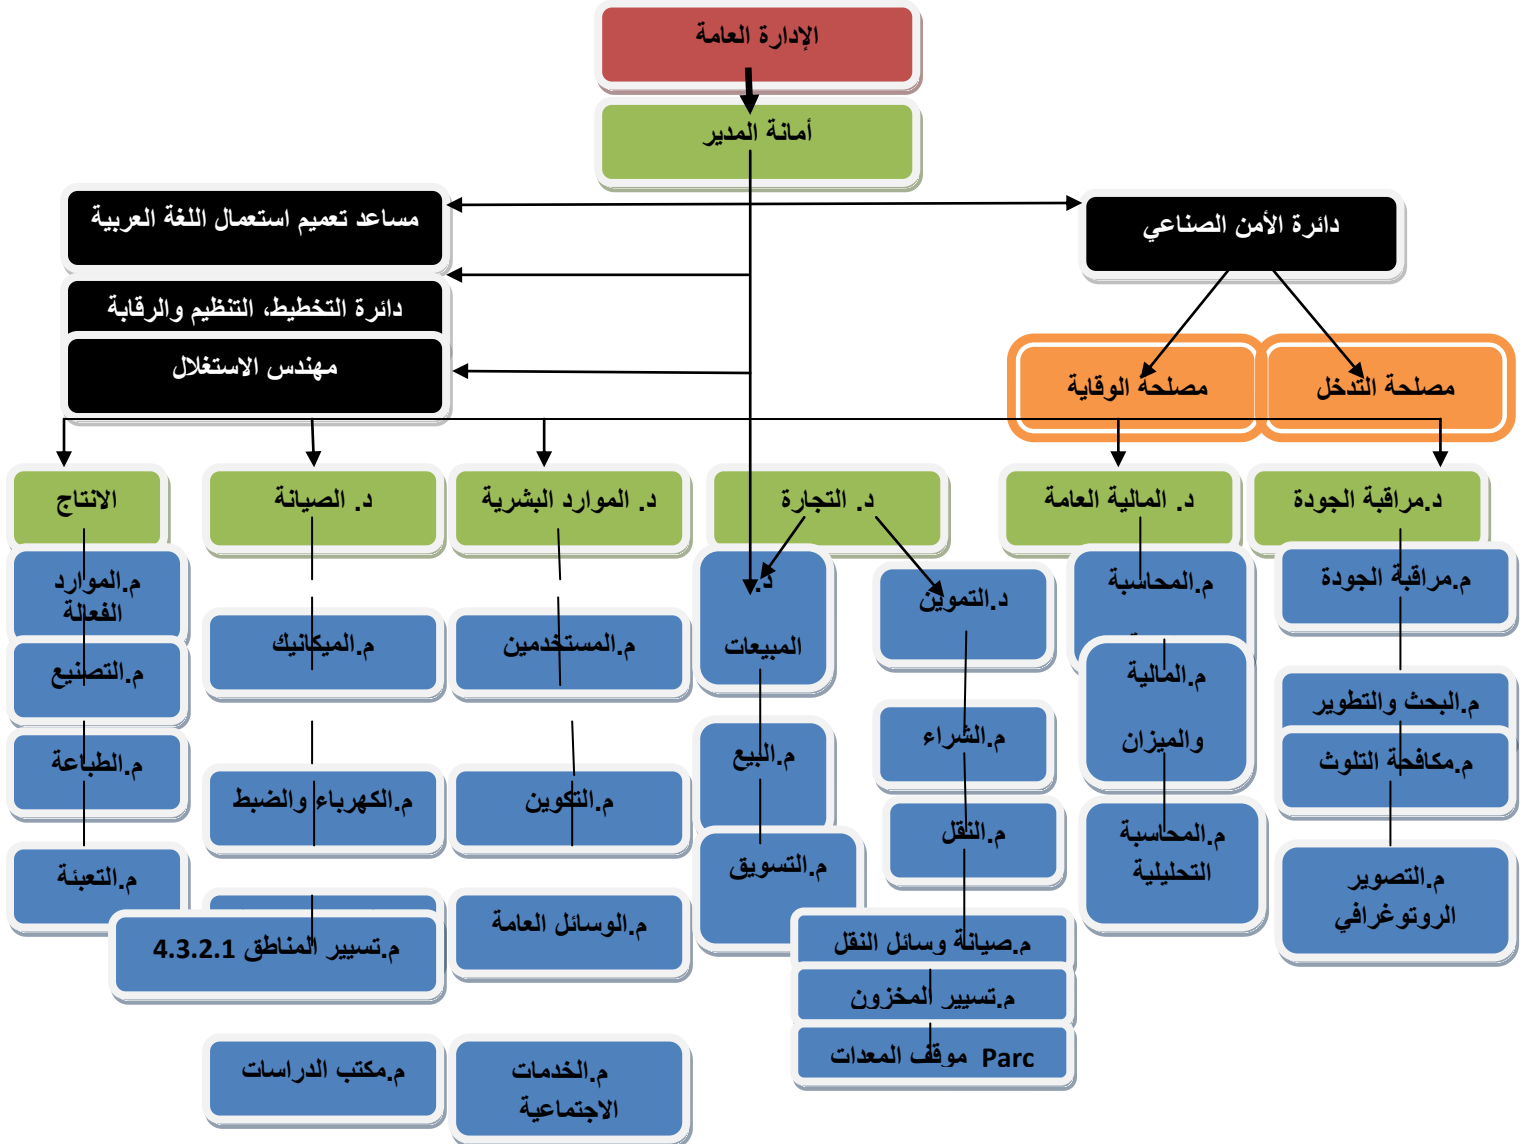 الإدارة العامة
أمانة المدير
دائرة الأمن الصناعي
مساعد تعميم استعمال اللغة العربية
دائرة التخطيط، التنظيم والرقابة
مهندس الاستغلال
مصلحة التدخل
مصلحة الوقاية
د.مراقبة الجودة
د. المالية العامة
د. التجارة
د. الموارد البشرية
د. الصيانة
الانتاج
م.مراقبة الجودة
م.البحث والتطوير
م.مكافحة التلوث
م.التصوير
الروتوغرافي
م.المحاسبة
م.المالية
والميزان
م.المحاسبة
التحليلية
د.التموين
م.الشراء
م.النقل
م.صيانة وسائل النقل
م.تسيير المخزون
Parc موقف المعدات
د.
المبيعات
م.البيع
م.التسويق
م.المستخدمين
م.التكوين
م.الوسائل العامة
م.الخدمات
الاجتماعية
م.الميكانيك
م.الكهرباء والضبط
م.تسيير المناطق 4.3.2.1
م.مكتب الدراسات
م.الموارد
الفعالة
م.التصنيع
م.الطباعة
م.التعبئة